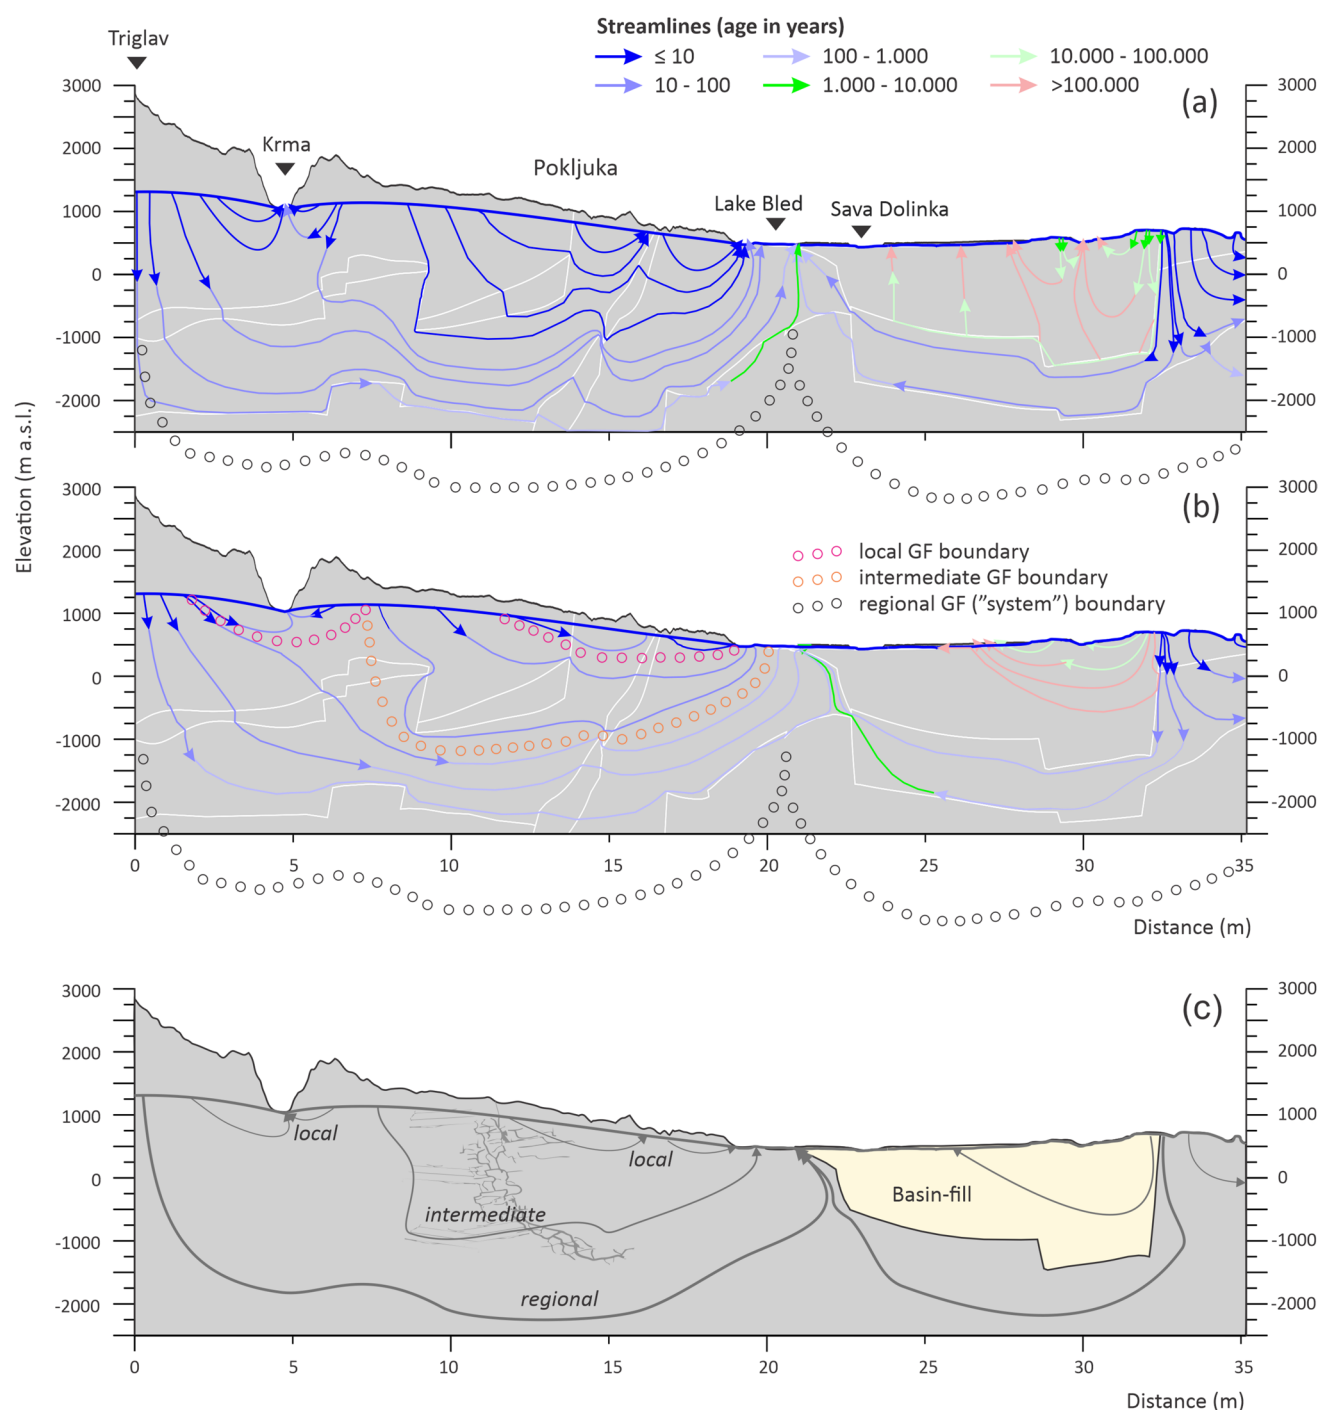 Streamlines (age in years)
≤ 10
100 - 1.000
10.000 - 100.000
10 - 100
1.000 - 10.000
>100.000
Triglav
Krma
Pokljuka
Lake Bled
Sava Dolinka
(a)
3000
2000
1000
0
-1000
-2000
3000
2000
1000
0
-1000
-2000
Elevation (m a.s.l.)
(b)
local GF boundary
intermediate GF boundary
regional GF ("system") boundary
3000
2000
1000
0
-1000
-2000
3000
2000
1000
0
-1000
-2000
0 5 10 15 20 25 30 35
Distance (m)
(c)
3000
2000
1000
0
-1000
-2000
3000
2000
1000
0
-1000
-2000
local
local
intermediate
regional
Basin-fill
0 5 10 15 20 25 30 35
Distance (m)